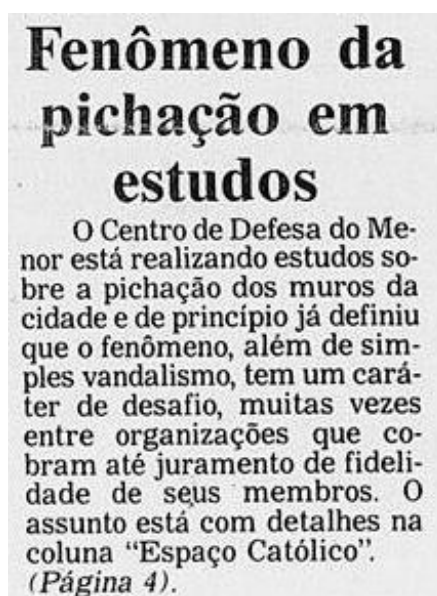 Fenômeno da
pichação em
estudos
O Centro de Defesa do Me-
nor está realizando estudos so-
bre a pichação dos muros da
cidade e de princípio já definiu
que o fenômeno, além de sim-
ples vandalismo, tem um cará-
ter de desafio, muitas vezes
entre organizações que co-
bram até juramento de fideli-
dade de seus membros. O
assunto está com detalhes na
coluna “Espaço Católico”.
(Página 4).